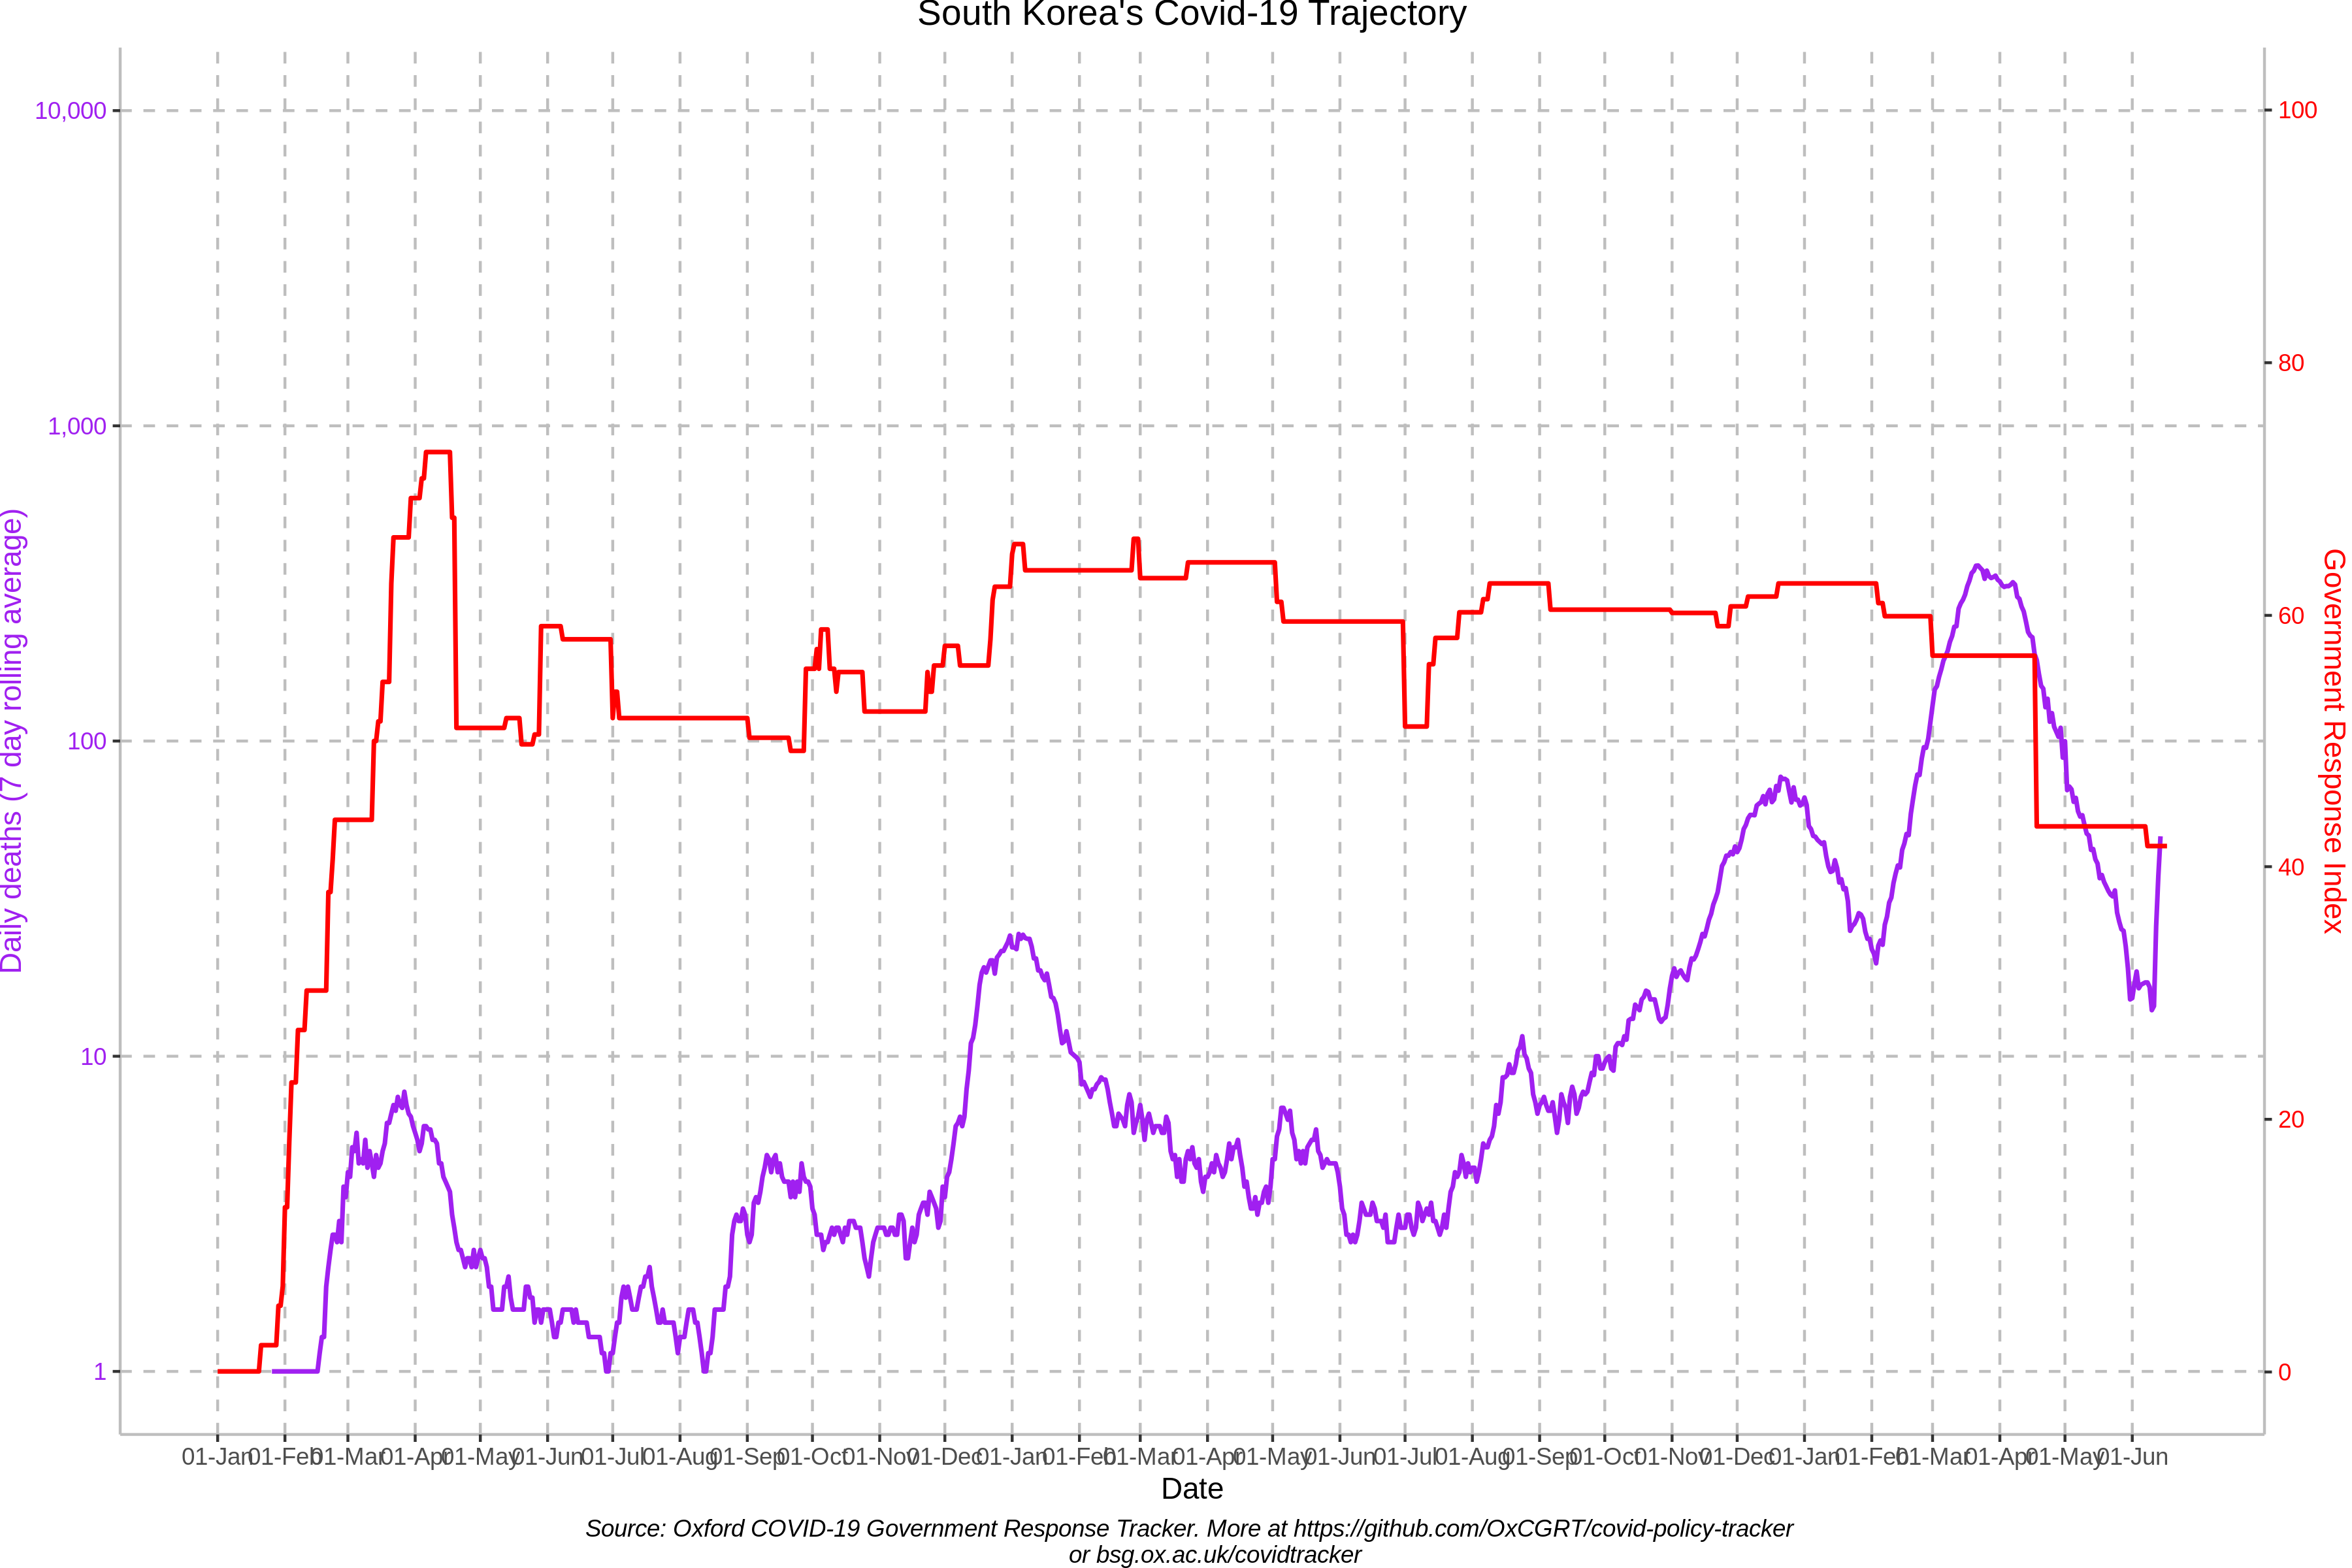 South Korea's Covid-19 Trajectory
10,000
1,000
100
10
1
Daily deaths (7 day rolling average)
100
80
60
40
20
0
Government Response Index
01-Jan 01-Feb 01-Mar 01-Apr 01-May 01-Jun 01-Jul 01-Aug 01-Sep 01-Oct 01-Nov 01-Dec 01-Jan 01-Feb 01-Mar 01-Apr 01-May 01-Jun 01-Jul 01-Aug 01-Sep 01-Oct 01-Nov 01-Dec 01-Jan 01-Feb 01-Mar 01-Apr 01-May 01-Jun
Date
Source: Oxford COVID-19 Government Response Tracker. More at https://github.com/OxCGRT/covid-policy-tracker
or bsg.ox.ac.uk/covidtracker